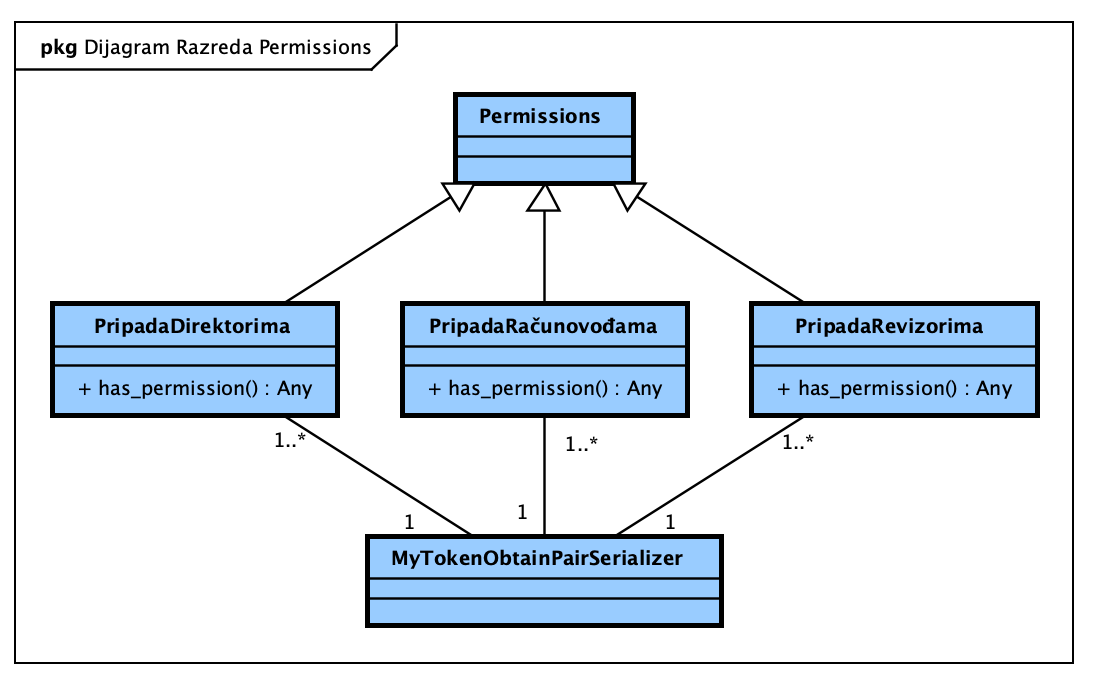 pkg Dijagram Razreda Permissions
Permissions
PripadaDirektorima
+ has_permission() : Any
PripadaRačunovođama
+ has_permission() : Any
PripadaRevizorima
+ has_permission() : Any
1..*
1..*
1..*
1
1
1
MyTokenObtainPairSerializer